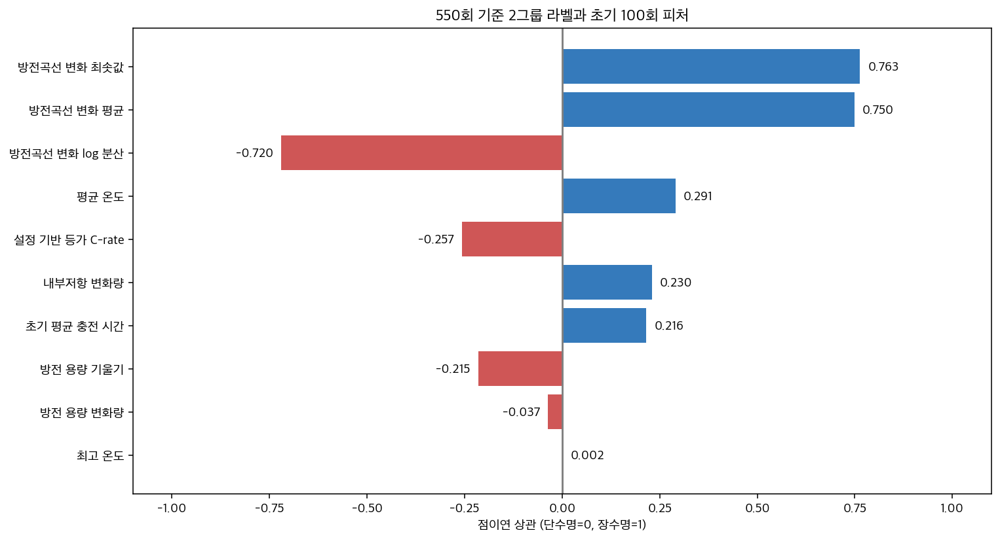 550회 기준 2그룹 라벨과 초기 100회 피처
방전곡선 변화 최솟값
0.763
방전곡선 변화 평균
0.750
방전곡선 변화 log 분산
-0.720
평균 온도
0.291
설정 기반 등가 C-rate
-0.257
내부저항 변화량
0.230
초기 평균 충전 시간
0.216
방전 용량 기울기
-0.215
방전 용량 변화량
-0.037
최고 온도
0.002
-1.00 -0.75 -0.50 -0.25 0.00 0.25 0.50 0.75 1.00
점이연 상관 (단수명=0, 장수명=1)